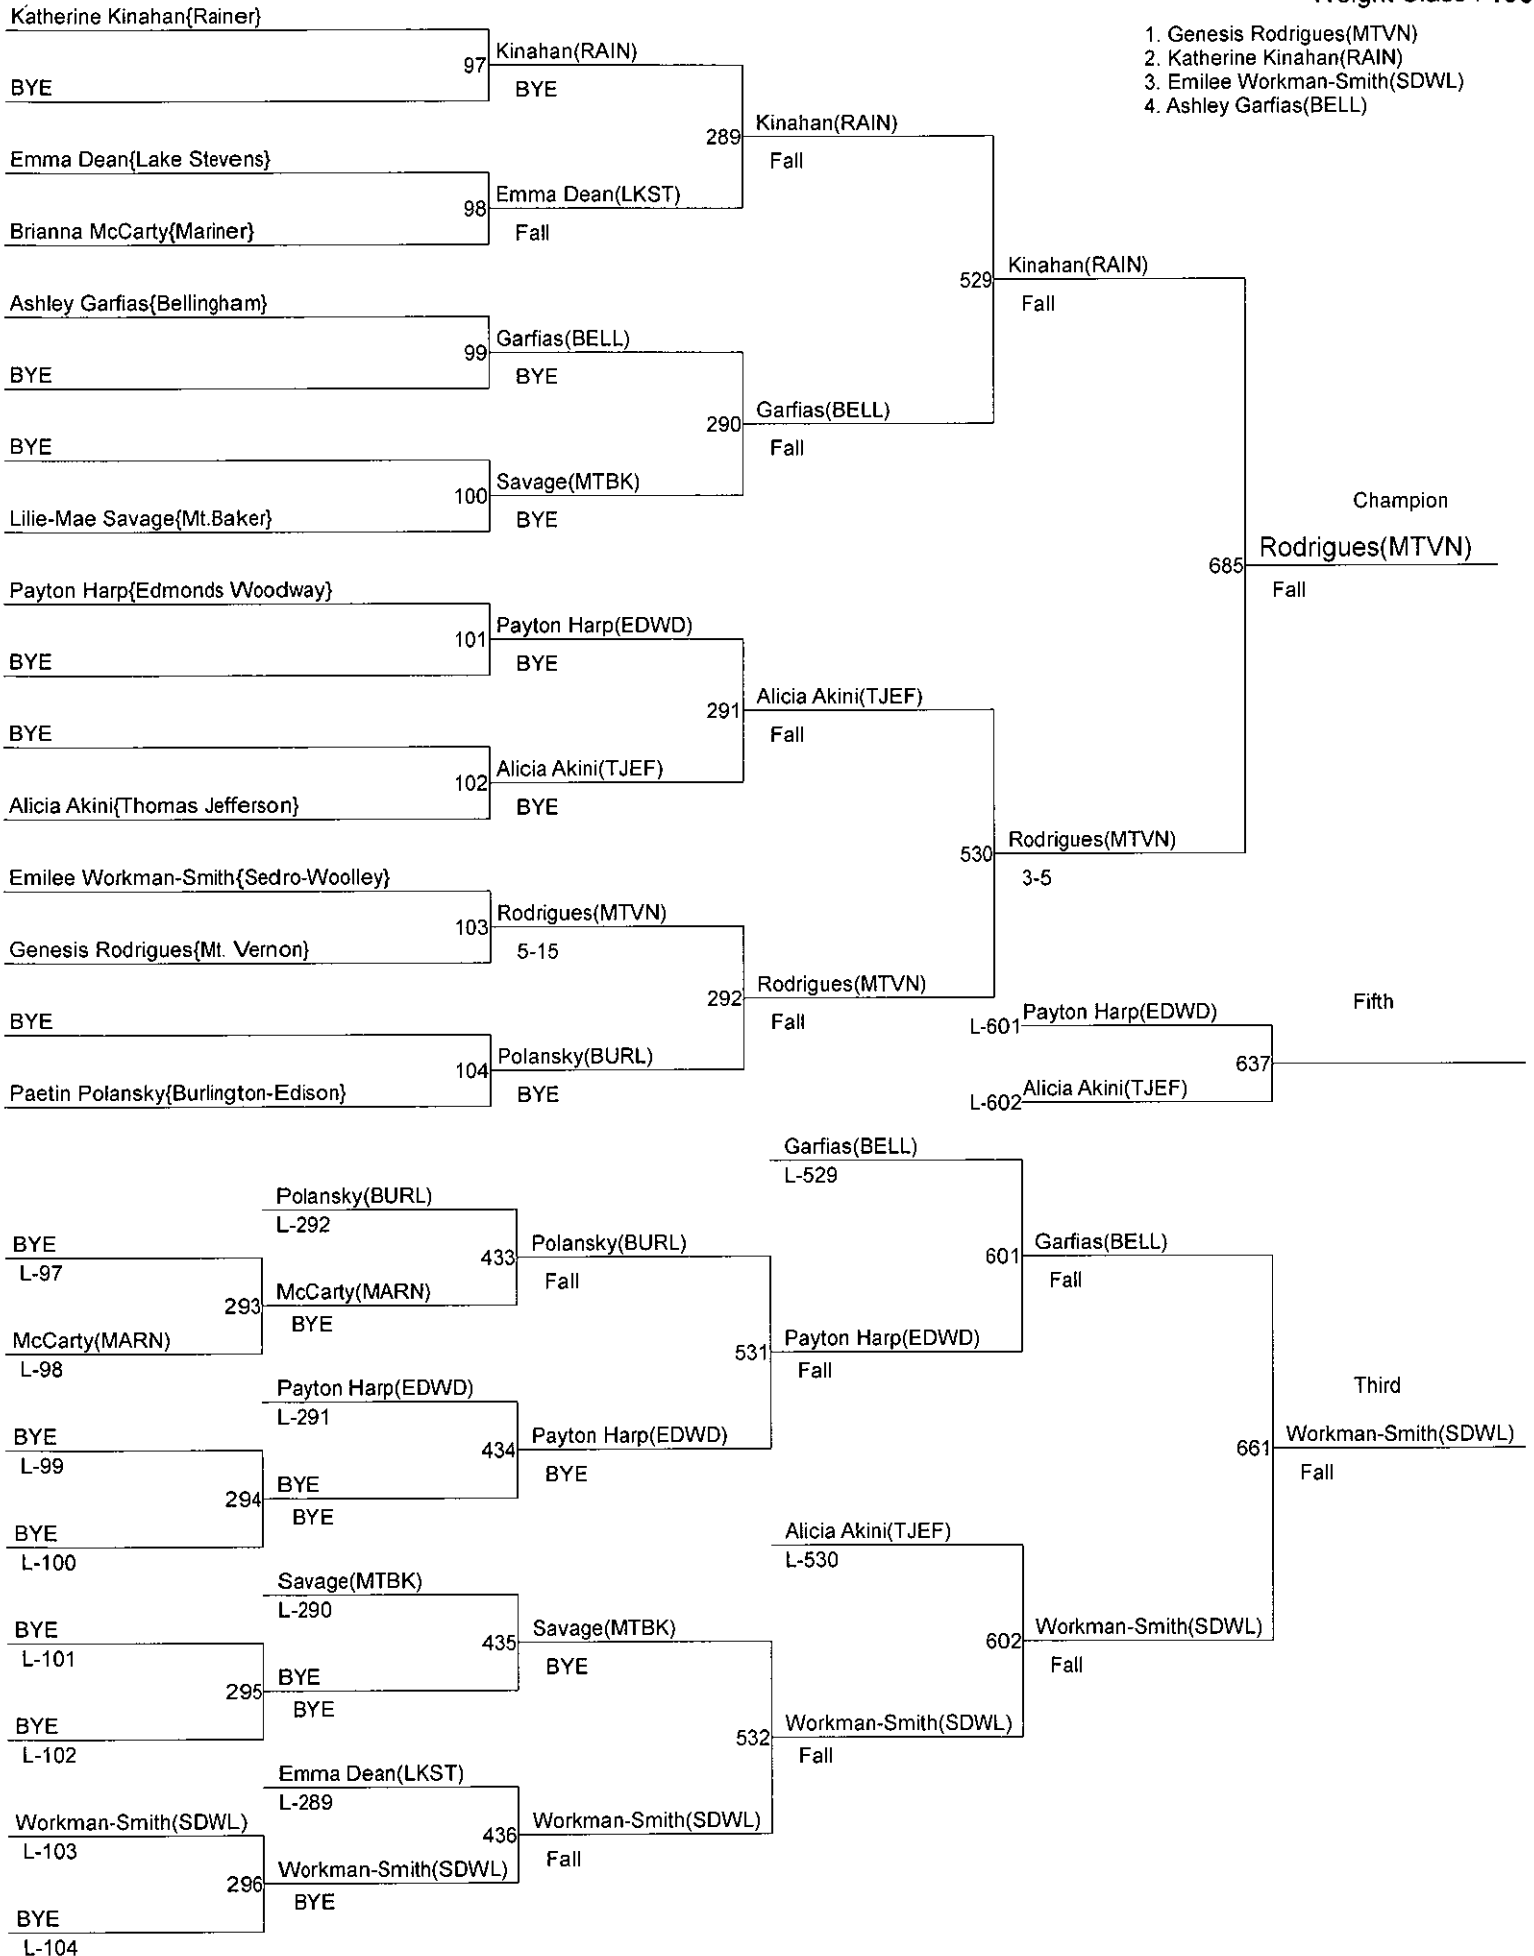 Katherine Kinahan{Rainer}
97 Kinahan(RAIN)
BYE
BYE
1. Genesis Rodrigues(MTVN)
2. Katherine Kinahan(RAIN)
3. Emilee Workman-Smith(SDWL)
4. Ashley Garfias(BELL)
289 Kinahan(RAIN)
Fall
Emma Dean{Lake Stevens}
98 Emma Dean(LKST)
Fall
Brianna McCarty{Mariner}
529 Kinahan(RAIN)
Fall
Ashley Garfias{Bellingham}
99 Garfias(BELL)
BYE
BYE
290 Garfias(BELL)
Fall
BYE
100 Savage(MTBK)
BYE
Lilie-Mae Savage{Mt.Baker}
Champion
685 Rodrigues(MTVN)
Fall
Payton Harp{Edmonds Woodway}
101 Payton Harp(EDWD)
BYE
BYE
291 Alicia Akini(TJEF)
Fall
BYE
102 Alicia Akini(TJEF)
BYE
Alicia Akini{Thomas Jefferson}
530 Rodrigues(MTVN)
3-5
Emilee Workman-Smith{Sedro-Woolley}
103 Rodrigues(MTVN)
5-15
Genesis Rodrigues{Mt. Vernon}
292 Rodrigues(MTVN)
Fall
BYE
104 Polansky(BURL)
BYE
Paetin Polansky{Burlington-Edison}
Fifth
L-601 Payton Harp(EDWD)
637
L-602 Alicia Akini(TJEF)
Garfias(BELL)
L-529
Polansky(BURL)
L-292
433 Polansky(BURL)
Fall
BYE
L-97
293 McCarty(MARN)
BYE
McCarty(MARN)
L-98
601 Garfias(BELL)
Fall
531 Payton Harp(EDWD)
Fall
Payton Harp(EDWD)
L-291
434 Payton Harp(EDWD)
BYE
BYE
L-99
294 BYE
BYE
BYE
L-100
Third
661 Workman-Smith(SDWL)
Fall
Alicia Akini(TJEF)
L-530
Savage(MTBK)
L-290
435 Savage(MTBK)
BYE
BYE
L-101
295 BYE
BYE
BYE
L-102
602 Workman-Smith(SDWL)
Fall
532 Workman-Smith(SDWL)
Fall
Emma Dean(LKST)
L-289
436 Workman-Smith(SDWL)
Fall
Workman-Smith(SDWL)
L-103
296 Workman-Smith(SDWL)
BYE
BYE
L-104